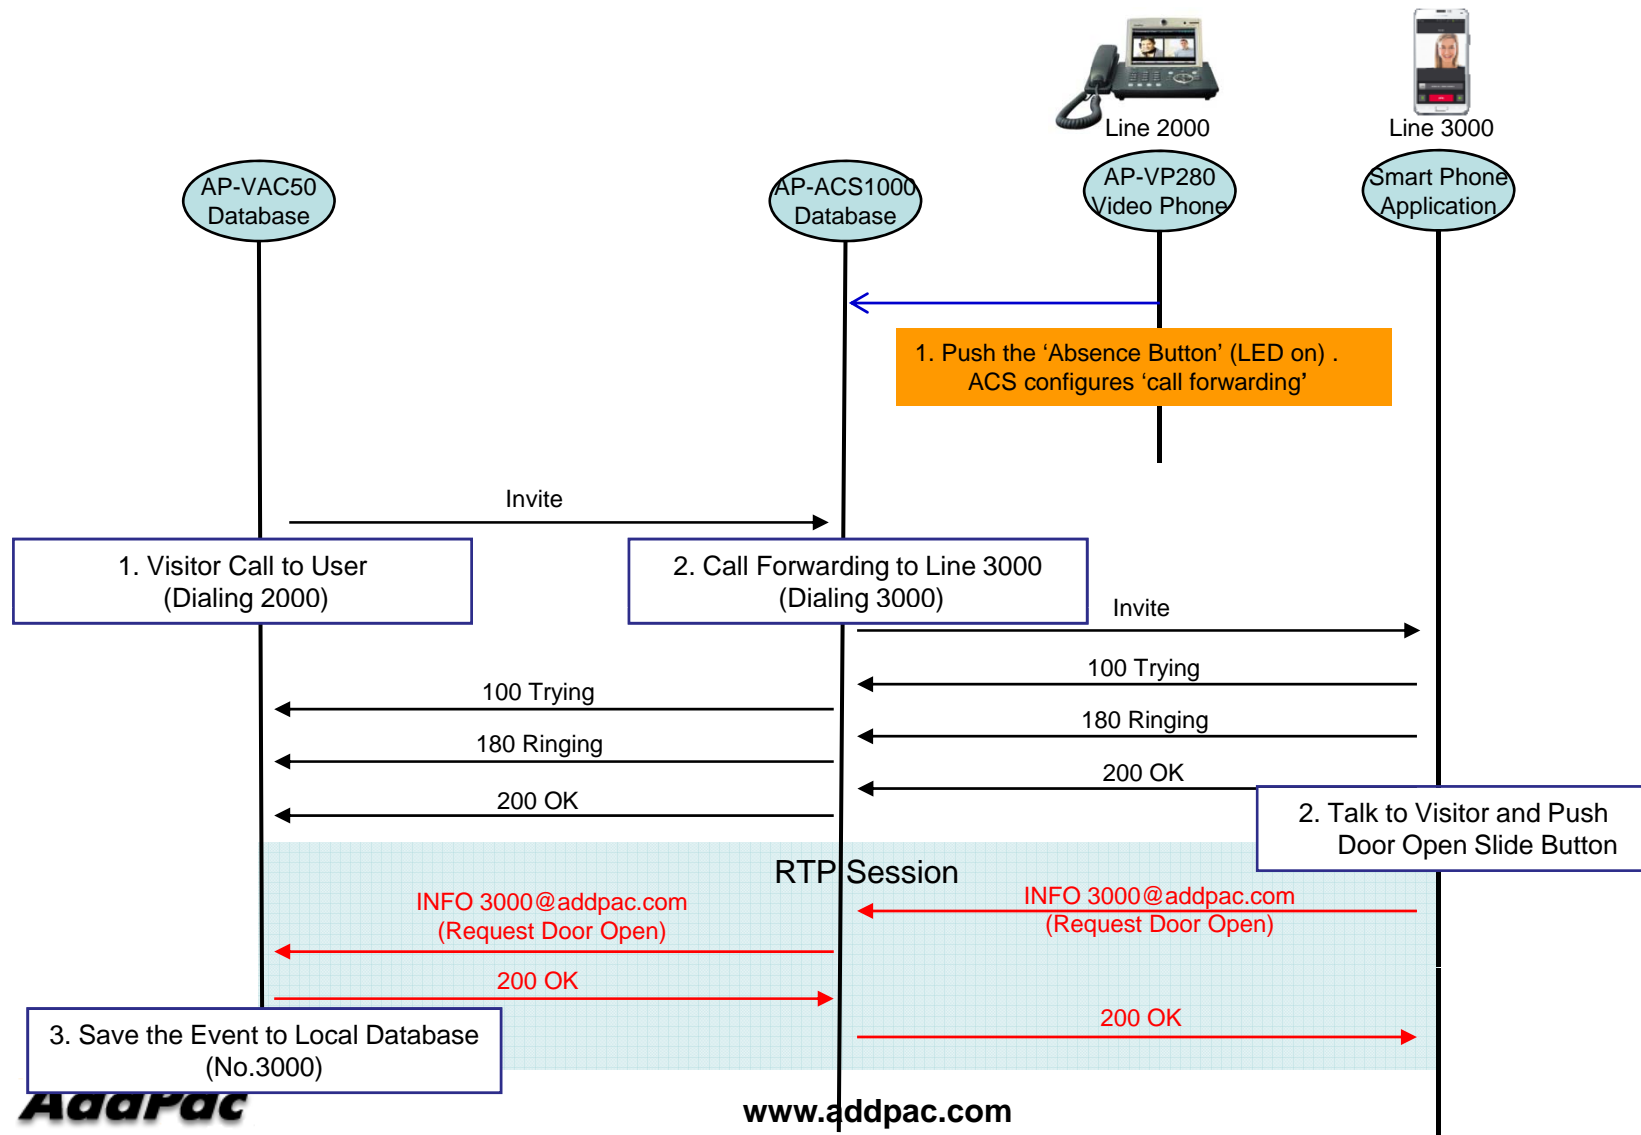 Line 2000
Line 3000
AP-VAC50
Database
AP-ACS1000
Database
AP-VP280
Video Phone
Smart Phone
Application
1. Push the ‘Absence Button’ (LED on) .
ACS configures ‘call forwarding’
Invite
1. Visitor Call to User
(Dialing 2000)
2. Call Forwarding to Line 3000
(Dialing 3000)
Invite
100 Trying
100 Trying
180 Ringing
180 Ringing
200 OK
200 OK
2. Talk to Visitor and Push
Door Open Slide Button
RTP Session
INFO 3000@addpac.com
(Request Door Open)
INFO 3000@addpac.com
(Request Door Open)
200 OK
200 OK
3. Save the Event to Local Database
(No.3000)
AddPac
www.addpac.com